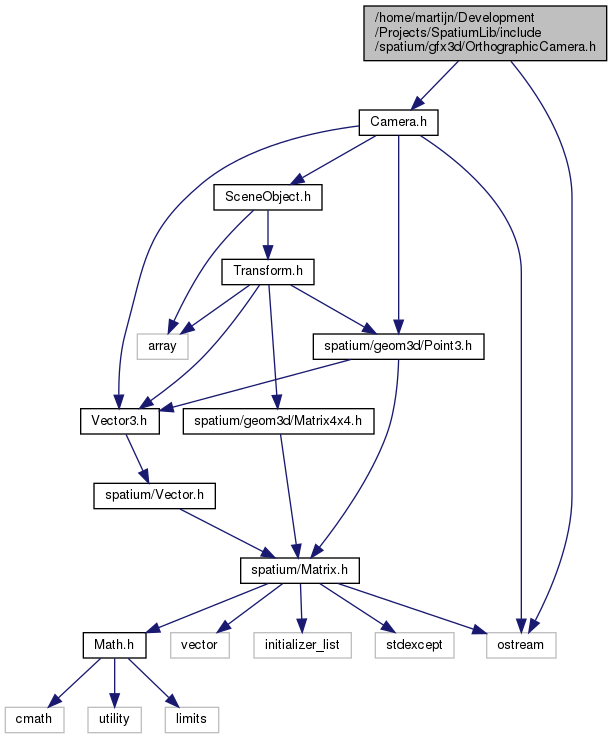 /home/martijn/Development
/Projects/SpatiumLib/include
/spatium/gfx3d/OrthographicCamera.h
Camera.h
SceneObject.h
Transform.h
array
spatium/geom3d/Point3.h
Vector3.h
spatium/geom3d/Matrix4x4.h
spatium/Vector.h
spatium/Matrix.h
Math.h
vector
initializer_list
stdexcept
ostream
cmath
utility
limits